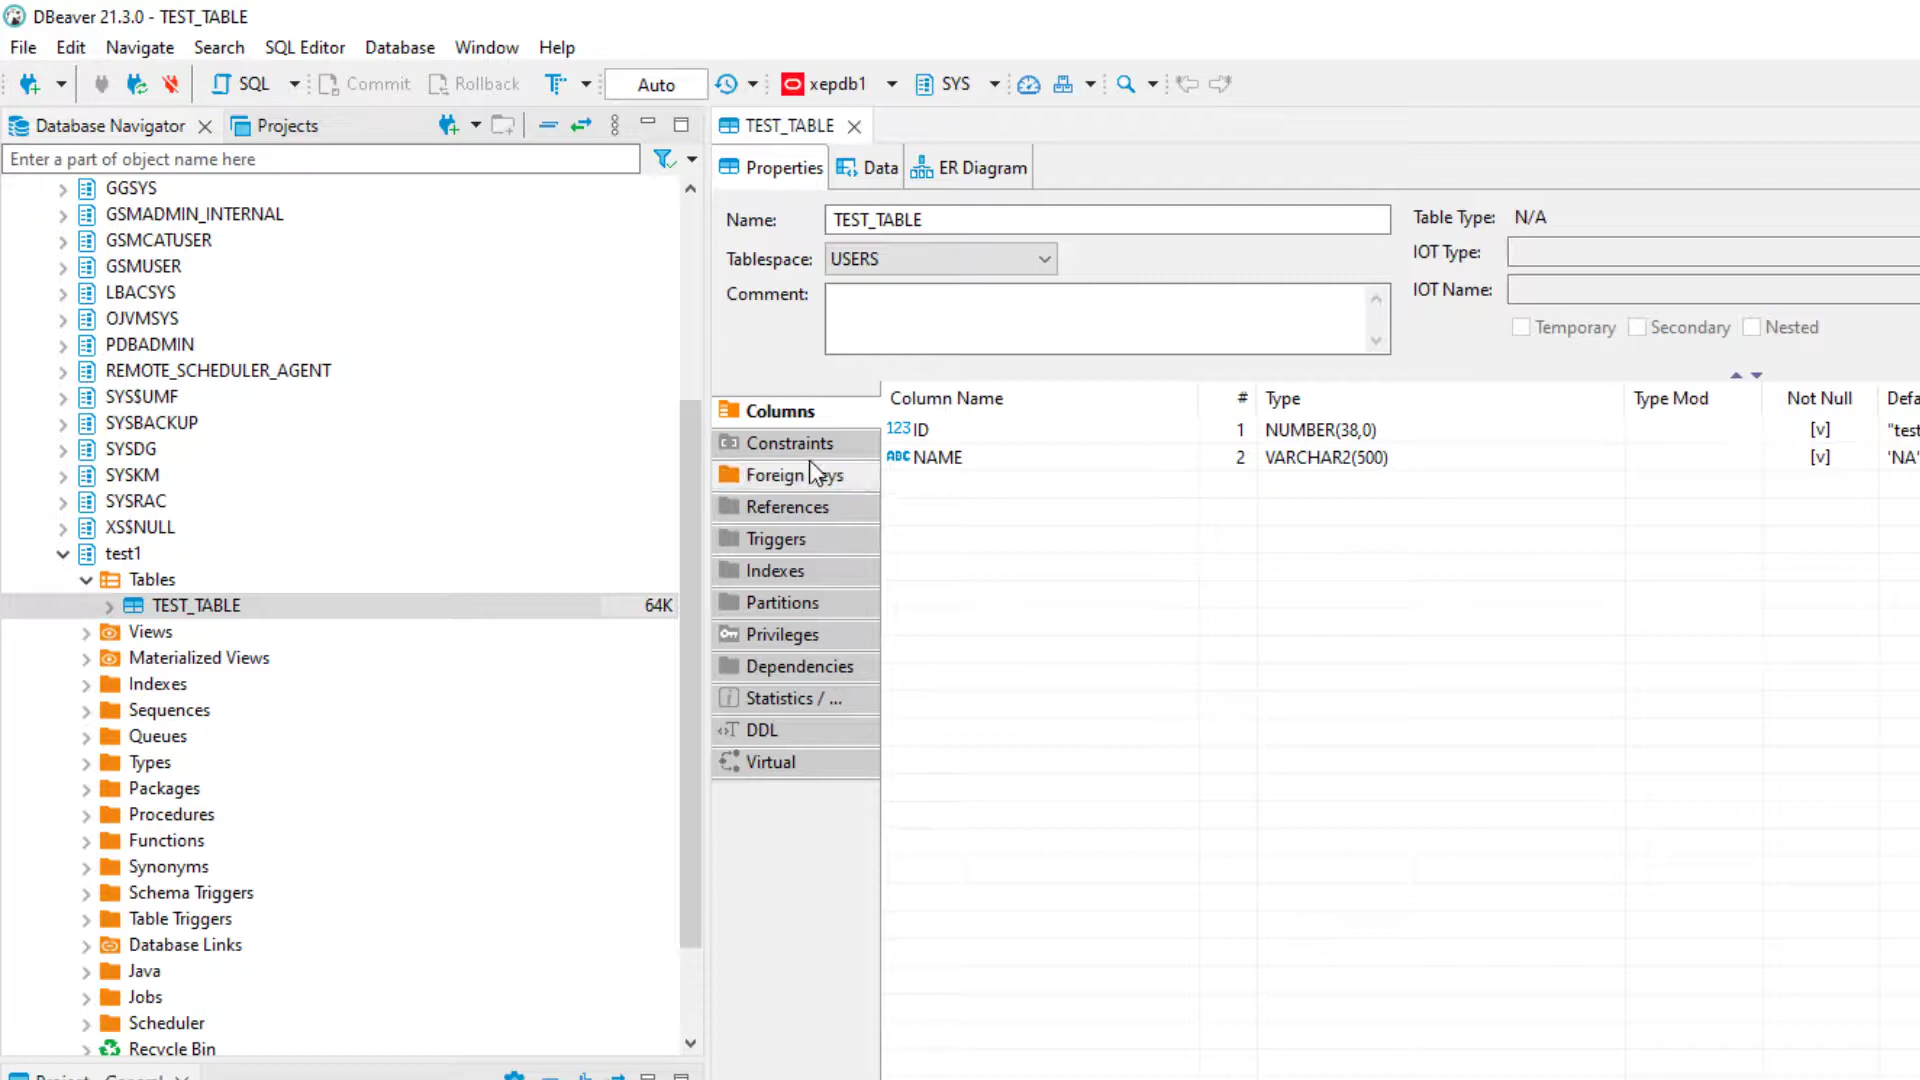 DBeaver 21.3.0 - TEST_TABLE
File Edit Navigate Search SQL Editor Database Window Help
SQL Commit Rollback Auto xepdb1 SYS
Database Navigator Projects
Enter a part of object name here
GGSYS
GSMADMIN_INTERNAL
GSMCATUSER
GSMUSER
LBACSYS
OJVMSYS
PDBADMIN
REMOTE_SCHEDULER_AGENT
SYS$UMF
SYSBACKUP
SYSDG
SYSKM
SYSRAC
XS$NULL
test1
Tables
TEST_TABLE 64K
Views
Materialized Views
Indexes
Sequences
Queues
Types
Packages
Procedures
Functions
Synonyms
Schema Triggers
Table Triggers
Database Links
Java
Jobs
Scheduler
Recycle Bin
TEST_TABLE
Properties Data ER Diagram
Name: TEST_TABLE
Tablespace: USERS
Comment:
Table Type: N/A
IOT Type:
IOT Name:
Temporary Secondary Nested
Columns
Constraints
Foreign
References
Triggers
Indexes
Partitions
Privileges
Dependencies
Statistics / ...
DDL
Virtual
Column Name # Type Type Mod Not Null Defa
123 ID 1 NUMBER(38,0) [v] "test
ABC NAME 2 VARCHAR2(500) [v] 'NA'